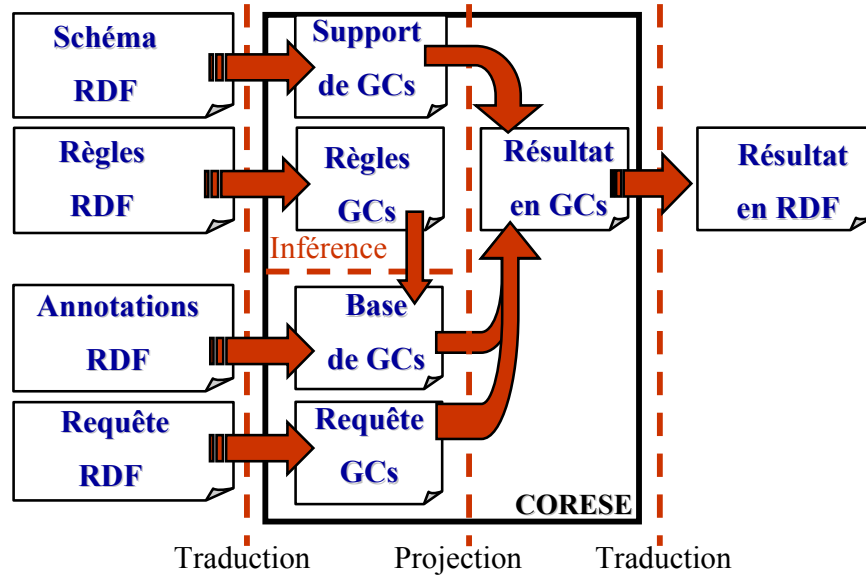 Schéma
RDF
Support
de GCs
Règles
RDF
Règles
GCs
Résultat
en GCs
Résultat
en RDF
Inférence
Annotations
RDF
Base
de GCs
Requête
RDF
Requête
GCs
CORESE
Traduction
Projection
Traduction